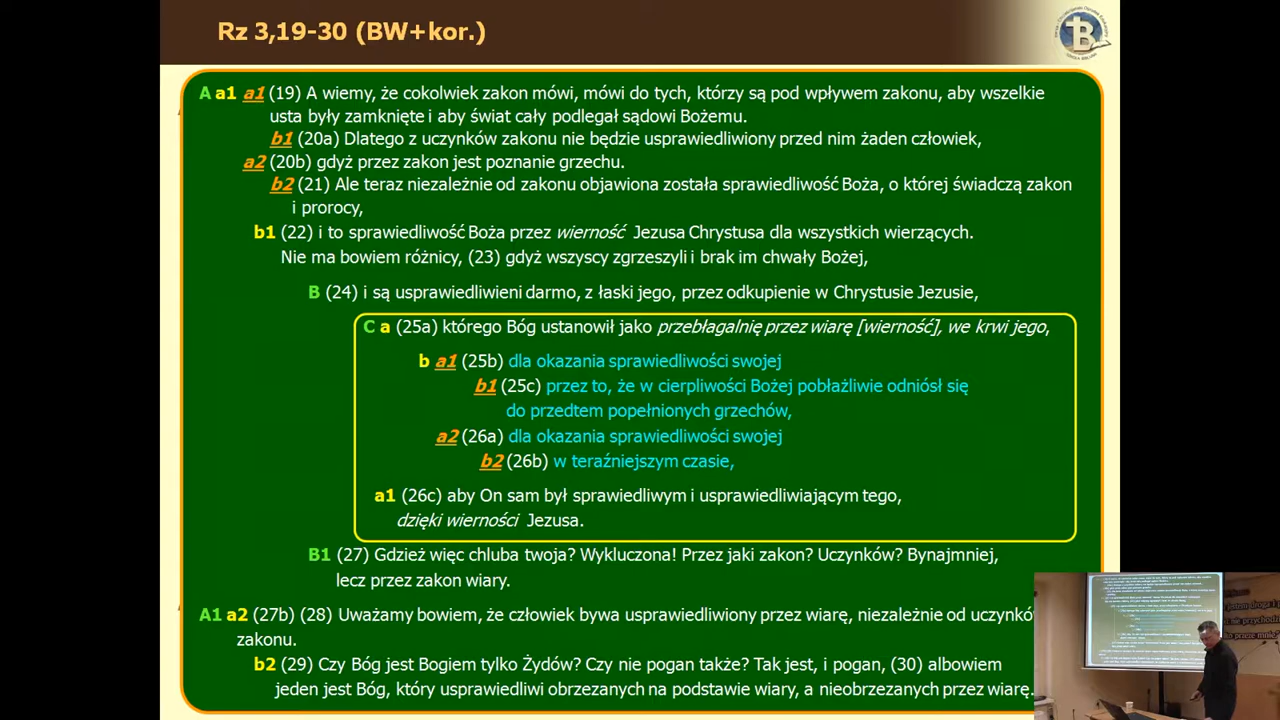 Rz 3,19-30 (BW+kor.)
A a1 a1 (19) A wiemy, że cokolwiek zakon mówi, mówi do tych, którzy są pod wpływem zakonu, aby wszelkie
usta były zamknięte i aby świat cały podlegał sądowi Bożemu.
b1 (20a) Dlatego z uczynków zakonu nie będzie usprawiedliwiony przed nim żaden człowiek,
a2 (20b) gdyż przez zakon jest poznanie grzechu.
b2 (21) Ale teraz niezależnie od zakonu objawiona została sprawiedliwość Boża, o której świadczą zakon
i prorocy,
b1 (22) i to sprawiedliwość Boża przez wierność Jezusa Chrystusa dla wszystkich wierzących.
Nie ma bowiem różnicy, (23) gdyż wszyscy zgrzeszyli i brak im chwały Bożej,
B (24) i są usprawiedliwieni darmo, z łaski jego, przez odkupienie w Chrystusie Jezusie,
C a (25a) którego Bóg ustanowił jako przebłagalnię przez wiarę [wierność], we krwi jego,
b a1 (25b) dla okazania sprawiedliwości swojej
b1 (25c) przez to, że w cierpliwości Bożej pobłażliwie odniósł się
do przedtem popełnionych grzechów,
a2 (26a) dla okazania sprawiedliwości swojej
b2 (26b) w teraźniejszym czasie,
a1 (26c) aby On sam był sprawiedliwym i usprawiedliwiającym tego,
dzięki wierności Jezusa.
B1 (27) Gdzież więc chluba twoja? Wykluczona! Przez jaki zakon? Uczynków? Bynajmniej,
lecz przez zakon wiary.
A1 a2 (27b) (28) Uważamy bowiem, że człowiek bywa usprawiedliwiony przez wiarę, niezależnie od uczynkó
zakonu.
b2 (29) Czy Bóg jest Bogiem tylko Żydów? Czy nie pogan także? Tak jest, i pogan, (30) albowiem
jeden jest Bóg, który usprawiedliwi obrzezanych na podstawie wiary, a nieobrzezanych przez wiarę.